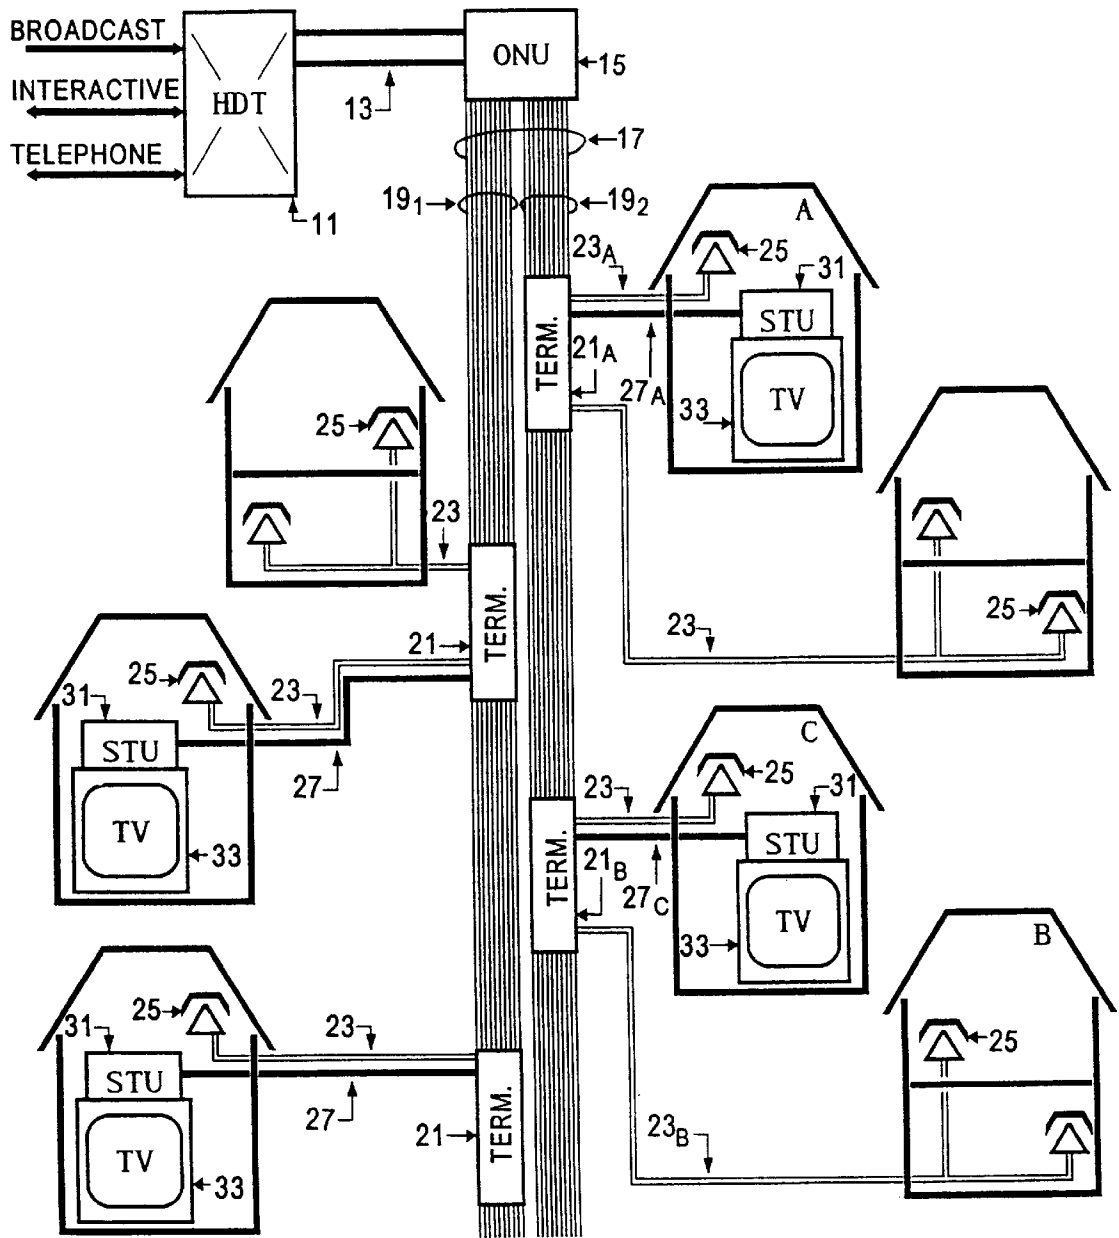 BROADCAST
INTERACTIVE
TELEPHONE
HDT
11
13
ONU
15
17
19₁
19₂
A
23A
25
31
STU
TERM.
21A
27A
33
TV
25
23
25
23
TERM.
21
25
31
23
STU
27
TV
33
C
23
25
31
STU
TERM.
21B
27C
33
TV
B
25
23B
25
31
23
STU
27
TERM.
21
TV
33